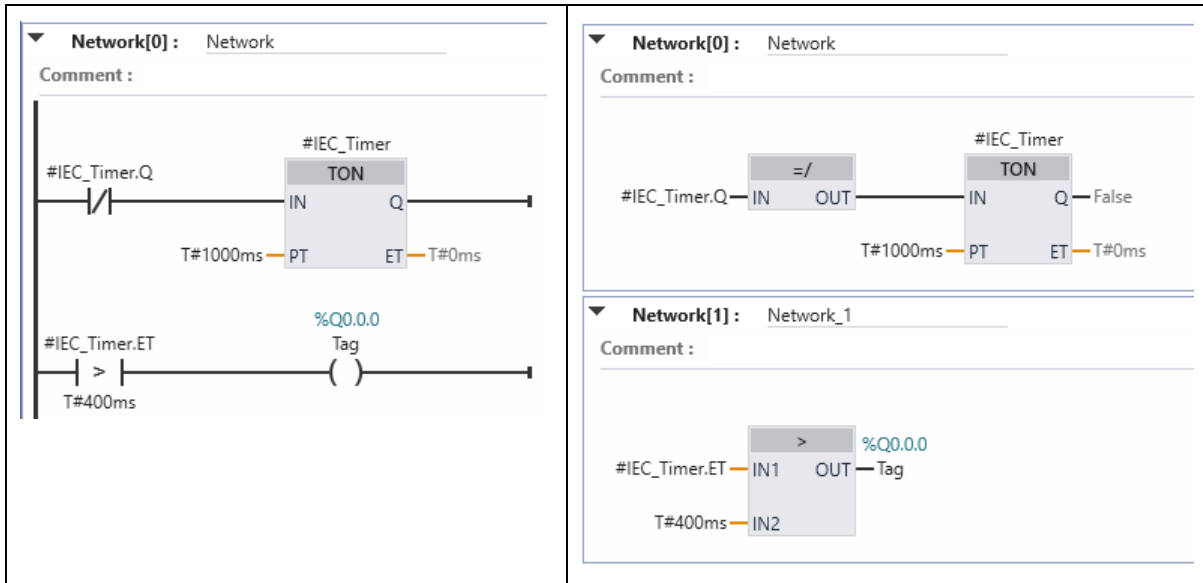 Network[0] : Network
Comment :
#IEC_Timer
#IEC_Timer.Q
TON
IN Q
T#1000ms PT ET T#0ms
%Q0.0.0
#IEC_Timer.ET Tag
>
T#400ms
Network[0] : Network
Comment :
#IEC_Timer
=/ TON
#IEC_Timer.Q IN OUT IN Q False
T#1000ms PT ET T#0ms
Network[1] : Network_1
Comment :
> %Q0.0.0
#IEC_Timer.ET IN1 OUT Tag
T#400ms IN2